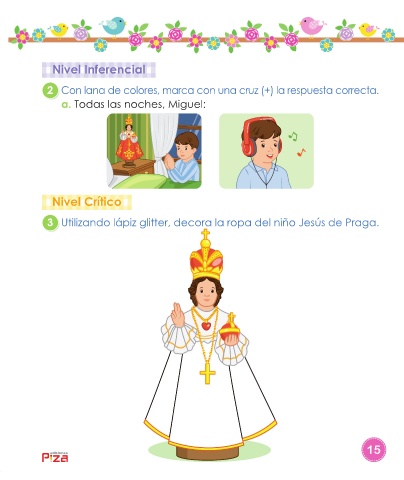 Nivel Inferencial
2 Con lana de colores, marca con una cruz (+) la respuesta correcta.
a. Todas las noches, Miguel:
Nivel Crítico
3 Utilizando lápiz glitter, decora la ropa del niño Jesús de Praga.
15